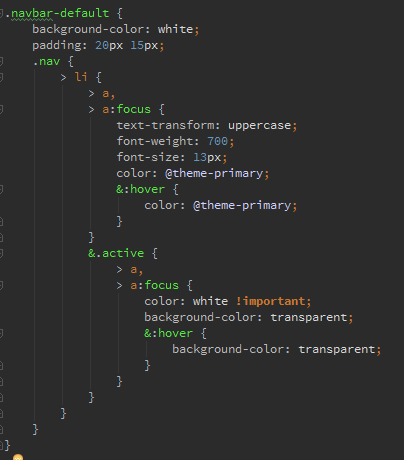 .navbar-default {
    background-color: white;
    padding: 20px 15px;
    .nav {
        > li {
            > a,
            > a:focus {
                text-transform: uppercase;
                font-weight: 700;
                font-size: 13px;
                color: @theme-primary;
                &:hover {
                    color: @theme-primary;
                }
            }
            &.active {
                > a,
                > a:focus {
                    color: white !important;
                    background-color: transparent;
                    &:hover {
                        background-color: transparent;
                    }
                }
            }
        }
    }
}